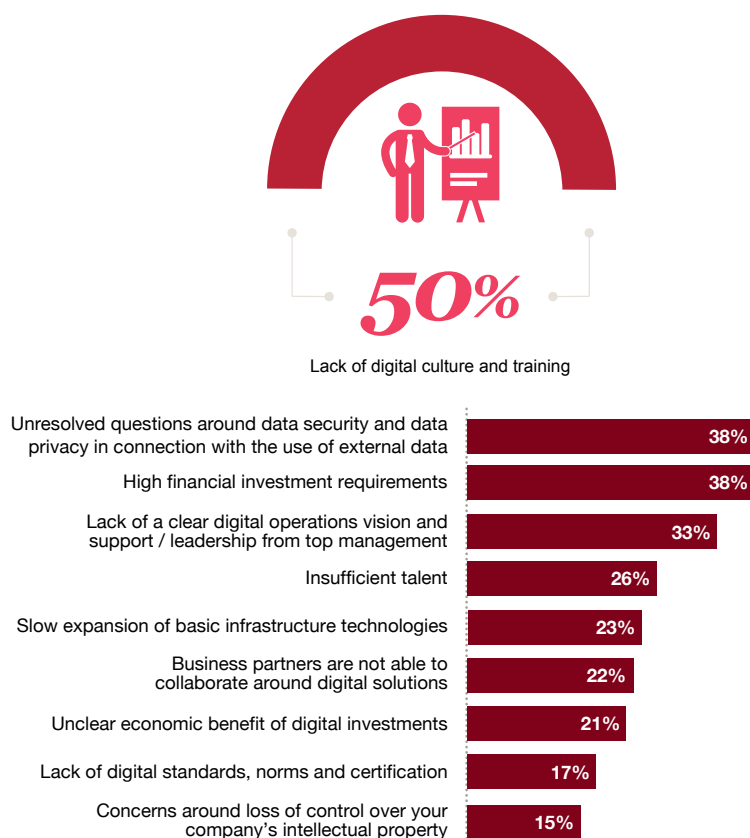 50%
Lack of digital culture and training
Unresolved questions around data security and data
privacy in connection with the use of external data
38%
High financial investment requirements
38%
Lack of a clear digital operations vision and
support / leadership from top management
33%
Insufficient talent
26%
Slow expansion of basic infrastructure technologies
23%
Business partners are not able to
collaborate around digital solutions
22%
Unclear economic benefit of digital investments
21%
Lack of digital standards, norms and certification
17%
Concerns around loss of control over your
company's intellectual property
15%